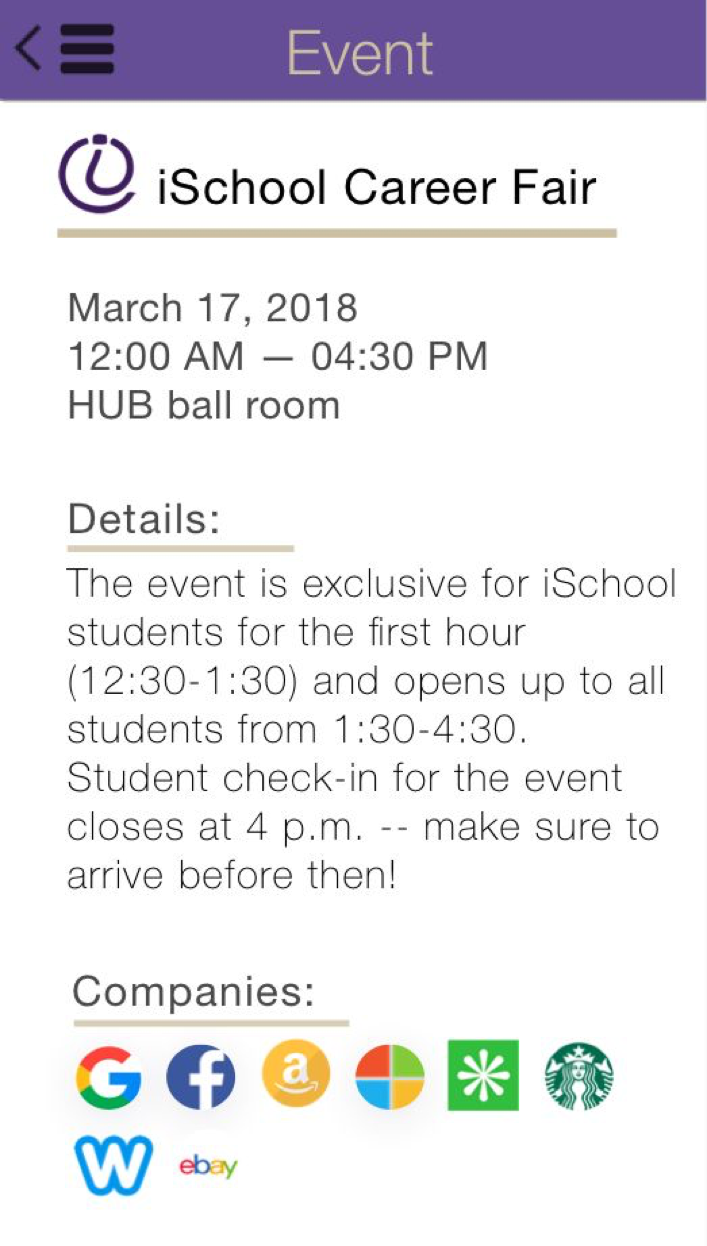 Event
iSchool Career Fair
March 17, 2018
12:00 AM — 04:30 PM
HUB ball room
Details:
The event is exclusive for iSchool
students for the first hour
(12:30-1:30) and opens up to all
students from 1:30-4:30.
Student check-in for the event
closes at 4 p.m. -- make sure to
arrive before then!
Companies:
G f a
W ebay